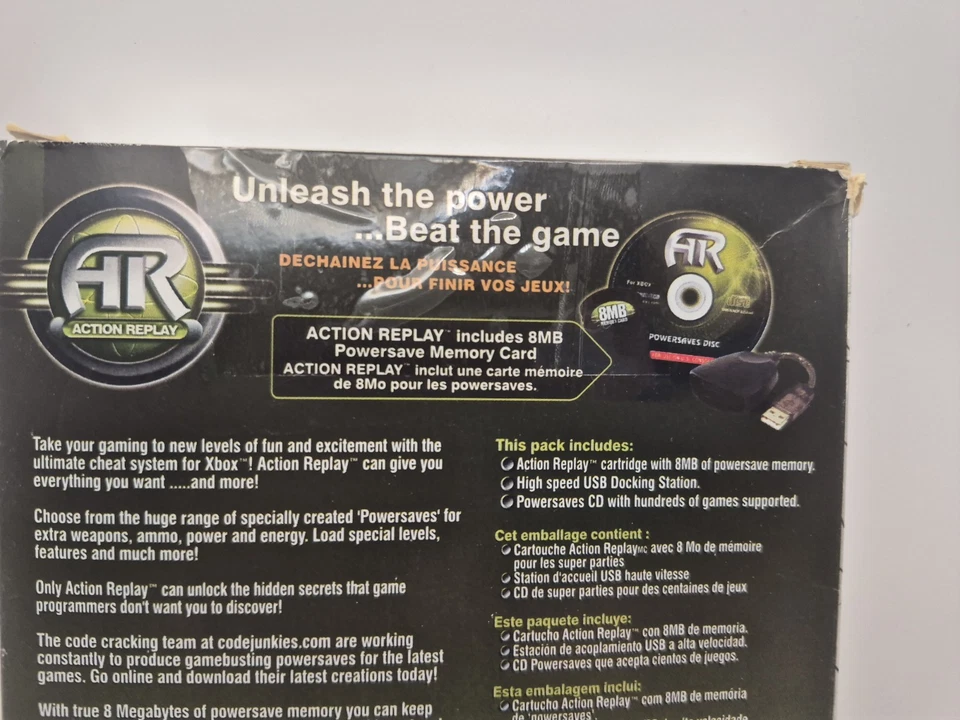 Unleash the power
...Beat the game
DECHAINEZ LA PUISSANCE
...POUR FINIR VOS JEUX!
AR
ACTION REPLAY
AR
For XBOX
8MB
MEMORY CARD
POWERSAVES DISC
ACTION REPLAY™ includes 8MB
Powersave Memory Card
ACTION REPLAY™ inclut une carte mémoire
de 8Mo pour les powersaves.
Take your gaming to new levels of fun and excitement with the
ultimate cheat system for Xbox™! Action Replay™ can give you
everything you want .....and more!
Choose from the huge range of specially created 'Powersaves' for
extra weapons, ammo, power and energy. Load special levels,
features and much more!
Only Action Replay™ can unlock the hidden secrets that game
programmers don't want you to discover!
The code cracking team at codejunkies.com are working
constantly to produce gamebusting powersaves for the latest
games. Go online and download their latest creations today!
With true 8 Megabytes of powersave memory you can keep
This pack includes:
Action Replay™ cartridge with 8MB of powersave memory.
High speed USB Docking Station.
Powersaves CD with hundreds of games supported.
Cet emballage contient :
Cartouche Action Replay MC avec 8 Mo de mémoire
pour les super parties
Station d'accueil USB haute vitesse
CD de super parties pour des centaines de jeux
Este paquete incluye:
Cartucho Action Replay™ con 8MB de memoria.
Estación de acoplamiento USB a alta velocidad.
CD Powersaves que acepta cientos de juegos.
Esta embalagem inclui:
Cartucho Action Replay™ com 8MB de memória
de 'powersaves'.